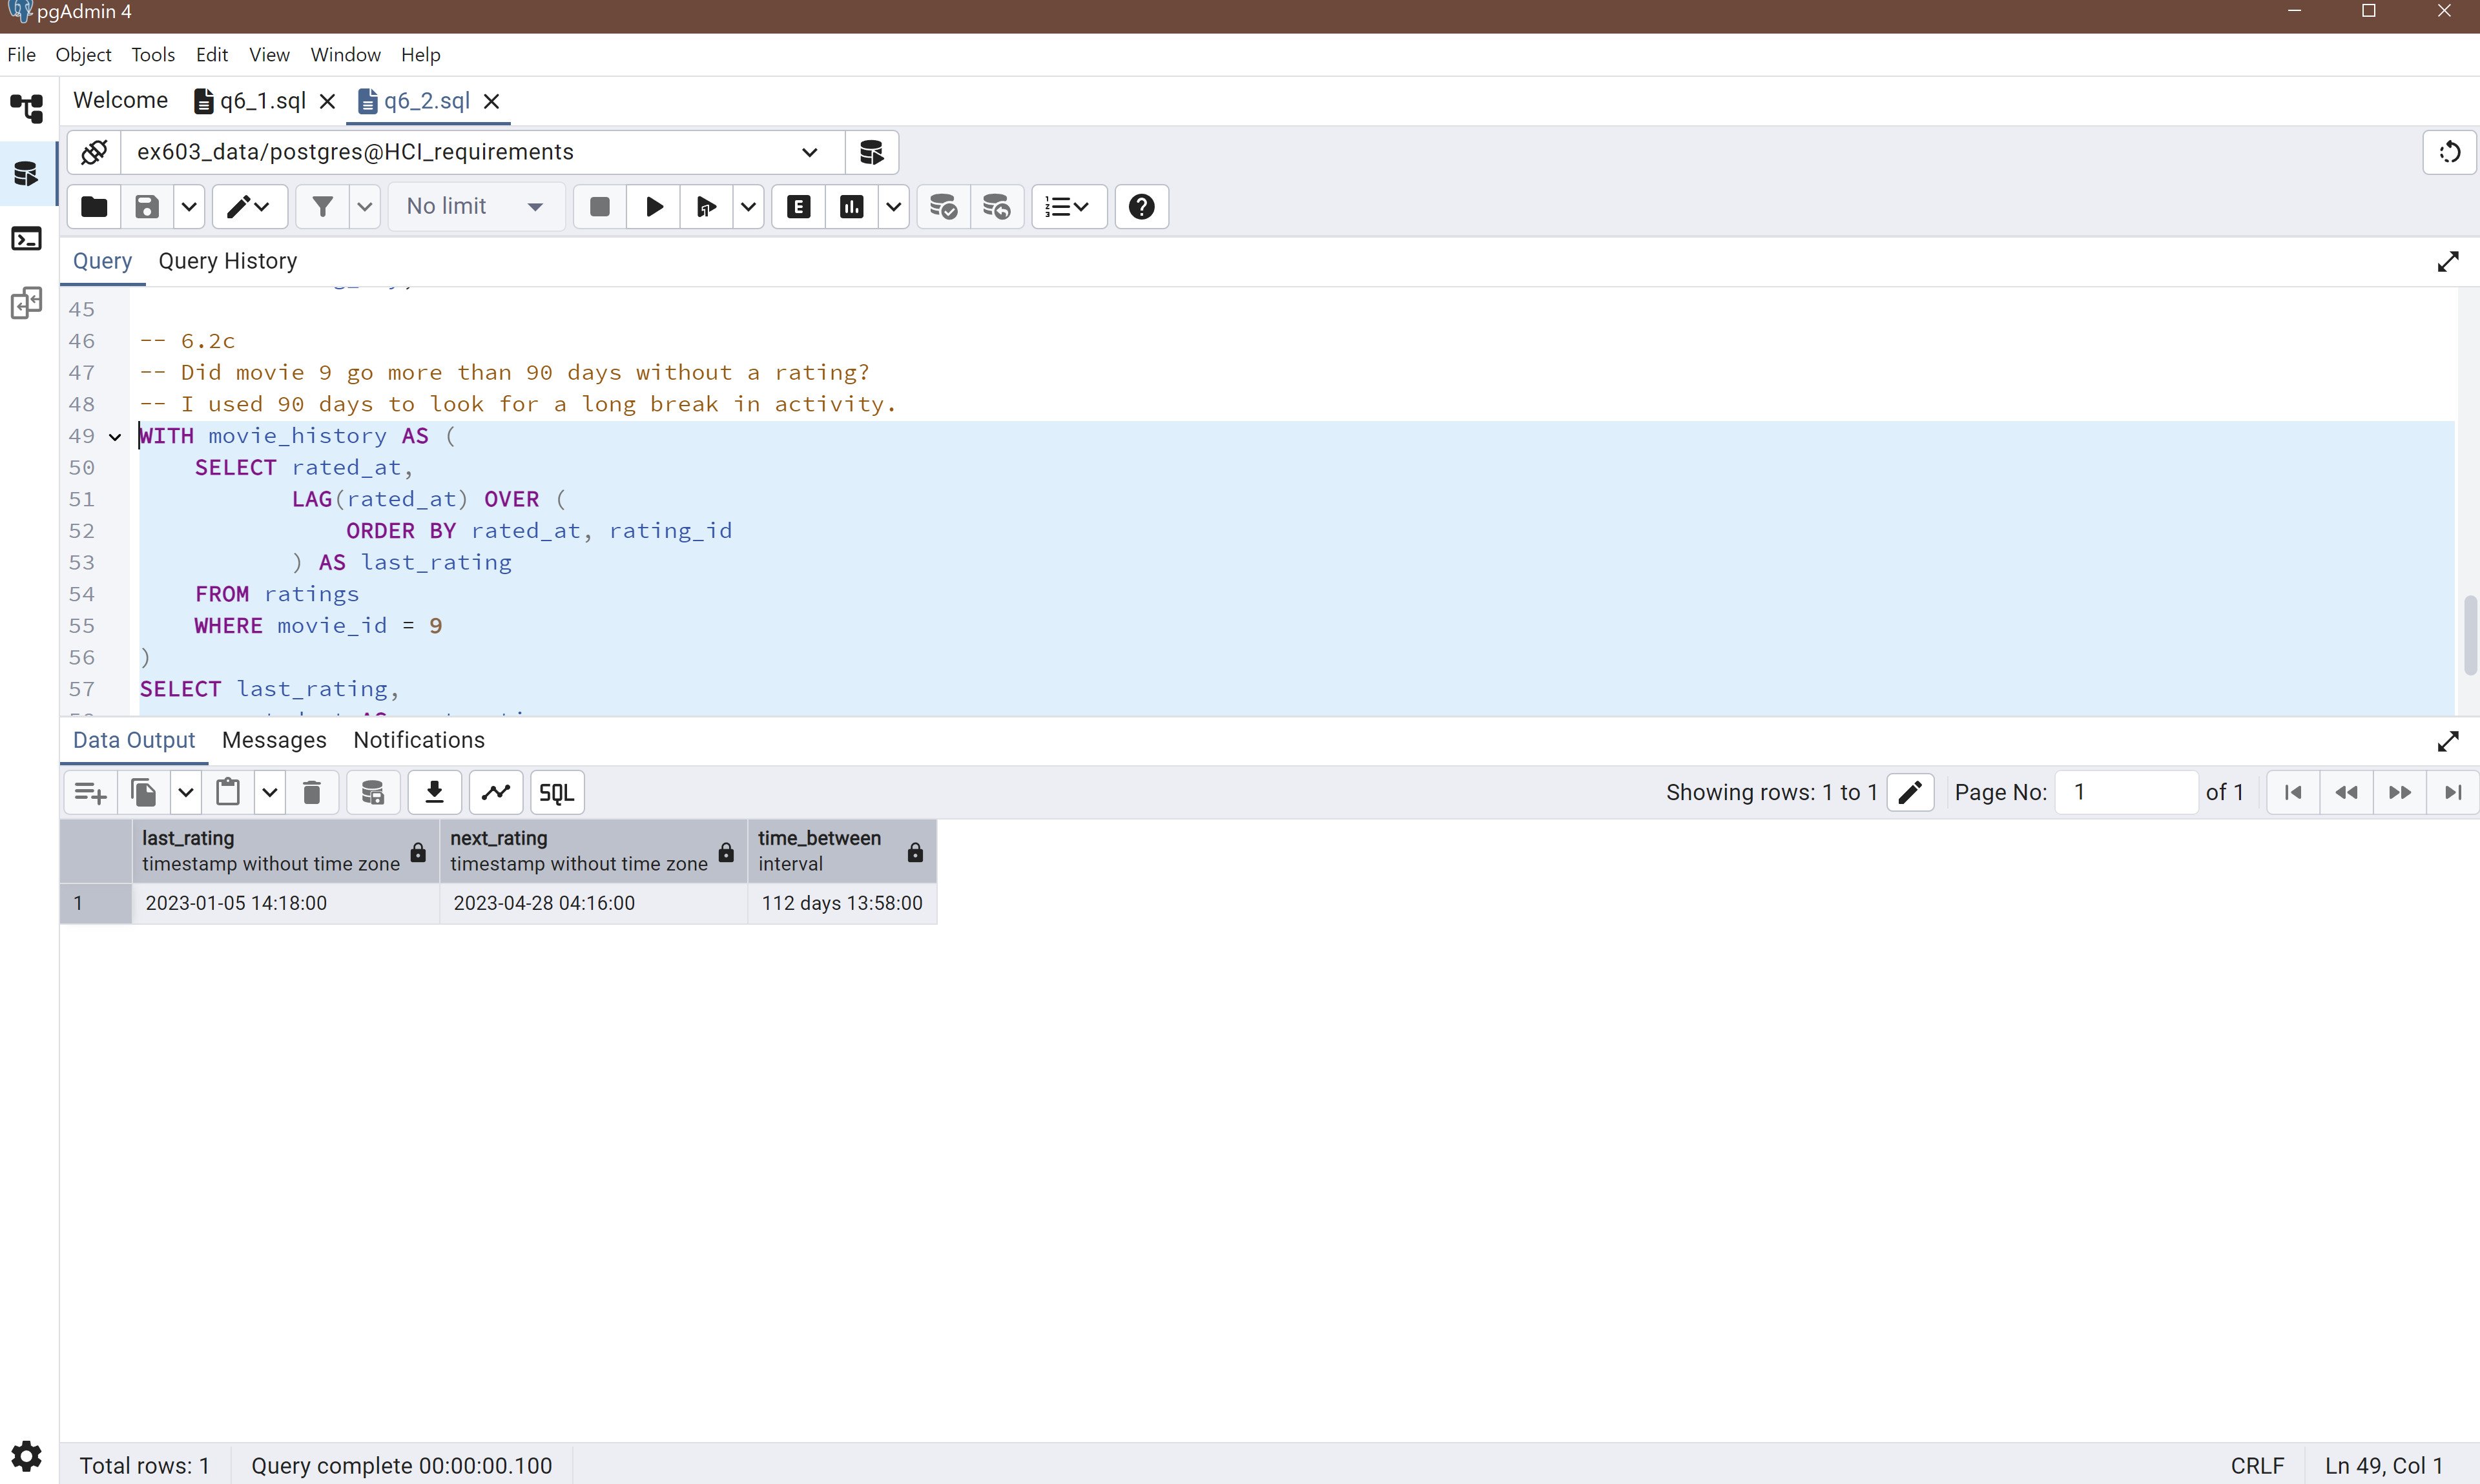 pgAdmin 4
File Object Tools Edit View Window Help
Welcome q6_1.sql q6_2.sql
ex603_data/postgres@HCI_requirements
No limit
Query Query History
45
46 -- 6.2c
47 -- Did movie 9 go more than 90 days without a rating?
48 -- I used 90 days to look for a long break in activity.
49 WITH movie_history AS (
50 SELECT rated_at,
51 LAG(rated_at) OVER (
52 ORDER BY rated_at, rating_id
53 ) AS last_rating
54 FROM ratings
55 WHERE movie_id = 9
56 )
57 SELECT last_rating,
Data Output Messages Notifications
SQL
Showing rows: 1 to 1 Page No: 1 of 1
last_rating next_rating time_between
timestamp without time zone timestamp without time zone interval
1 2023-01-05 14:18:00 2023-04-28 04:16:00 112 days 13:58:00
Total rows: 1 Query complete 00:00:00.100 CRLF Ln 49, Col 1